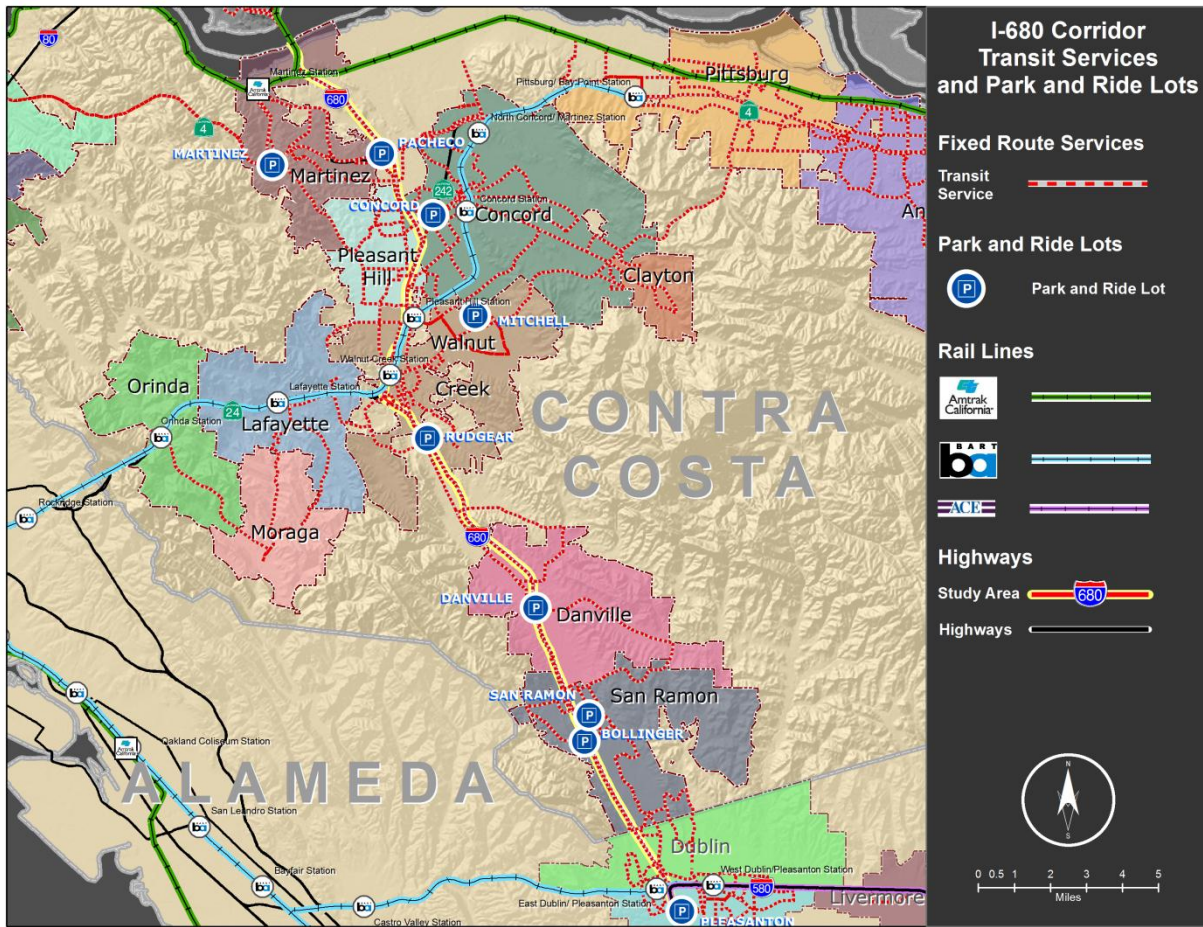 80
Martinez Station
680
4
MARTINEZ
Martinez
PACHECO
Pittsburg/ Bay Point Station
Pittsburg
4
North Concord/ Martinez Station
242
Concord Station
CONCORD
Concord
An
Pleasant
Hill
Clayton
Pleasant Hill Station
MITCHELL
Walnut
Creek
Walnut Creek Station
Orinda
Lafayette Station
24
Lafayette
Orinda Station
RUDGEAR
CONTRA
COSTA
Rockridge Station
Moraga
680
DANVILLE
Danville
SAN RAMON
San Ramon
BOLLINGER
Oakland Coliseum Station
ALAMEDA
San Leandro Station
Dublin
Bayfair Station
West Dublin/Pleasanton Station
580
East Dublin/ Pleasanton Station
Livermore
Castro Valley Station
PLEASANTON
I-680 Corridor
Transit Services
and Park and Ride Lots
Fixed Route Services
Transit
Service
Park and Ride Lots
P
Park and Ride Lot
Rail Lines
Amtrak
California
BART
ba
ACE
Highways
Study Area
680
Highways
N
S
0 0.5 1 2 3 4 5
Miles